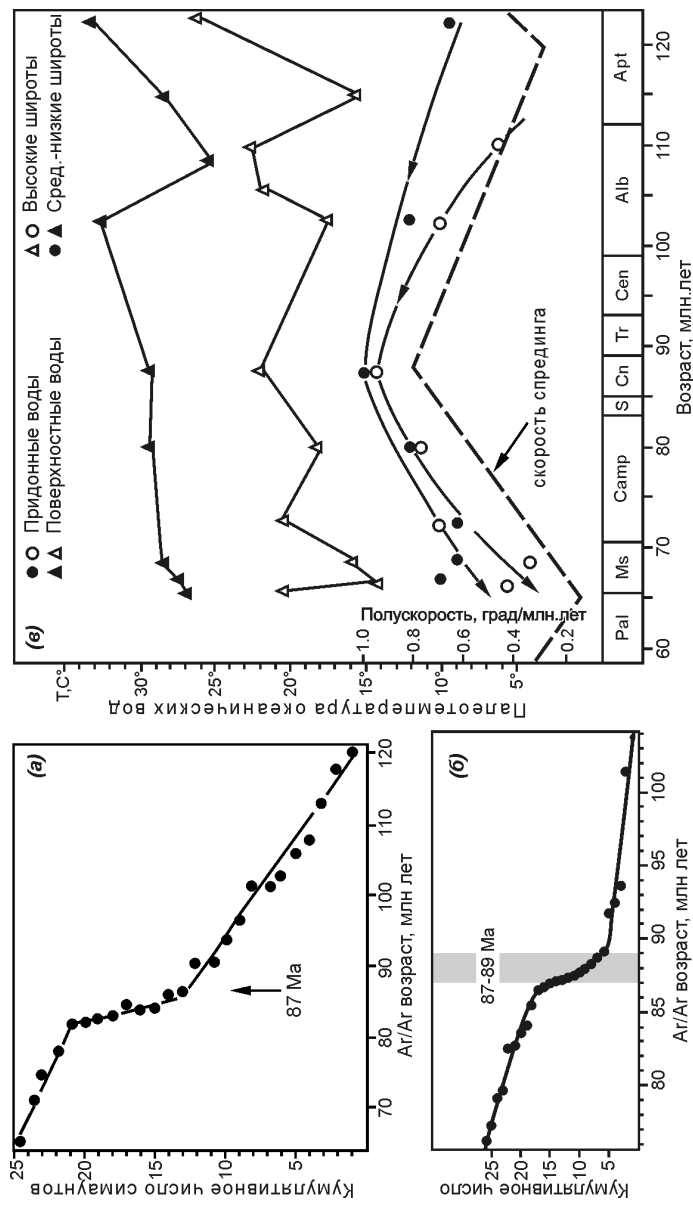 (а)
Кумулятивное число симаунтов
25
20
15
10
5
87 Ma
70
80
90
100
110
120
Ar/Ar возраст, млн лет
(б)
Кумулятивное число
25
20
15
10
5
87-89 Ma
80
85
90
95
100
Ar/Ar возраст, млн лет
(в)
Придонные воды
Поверхностные воды
Высокие широты
Сред.-низкие широты
Палеотемпература океанических вод
T,C°
30°
25°
20°
15°
10°
5°
Полускорость, град/млн.лет
1.0
0.8
0.6
0.4
0.2
скорость спрединга
Pal
Ms
Camp
S
Cn
Tr
Cen
Alb
Apt
60
70
80
90
100
110
120
Возраст, млн.лет